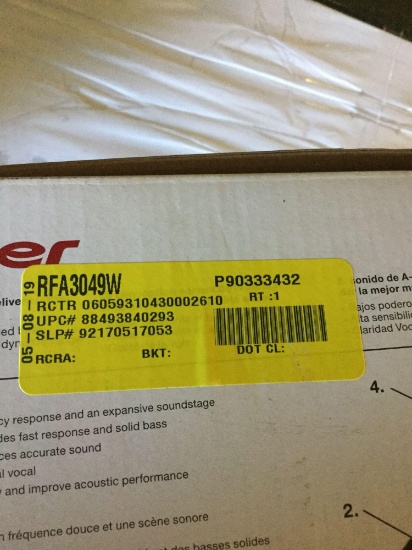 er
RFA3049W P90333432
RCTR 06059310430002610 RT :1
UPC# 88493840293
SLP# 92170517053
RCRA: BKT: DOT CL:
05-08-19
sonido de A-
la mejor m
ajos podero
ta sensibili
laridad Voc
4.
cy response and an expansive soundstage
des fast response and solid bass
ces accurate sound
l vocal
y and improve acoustic performance
2.
n fréquence douce et une scène sonore
et des basses solides